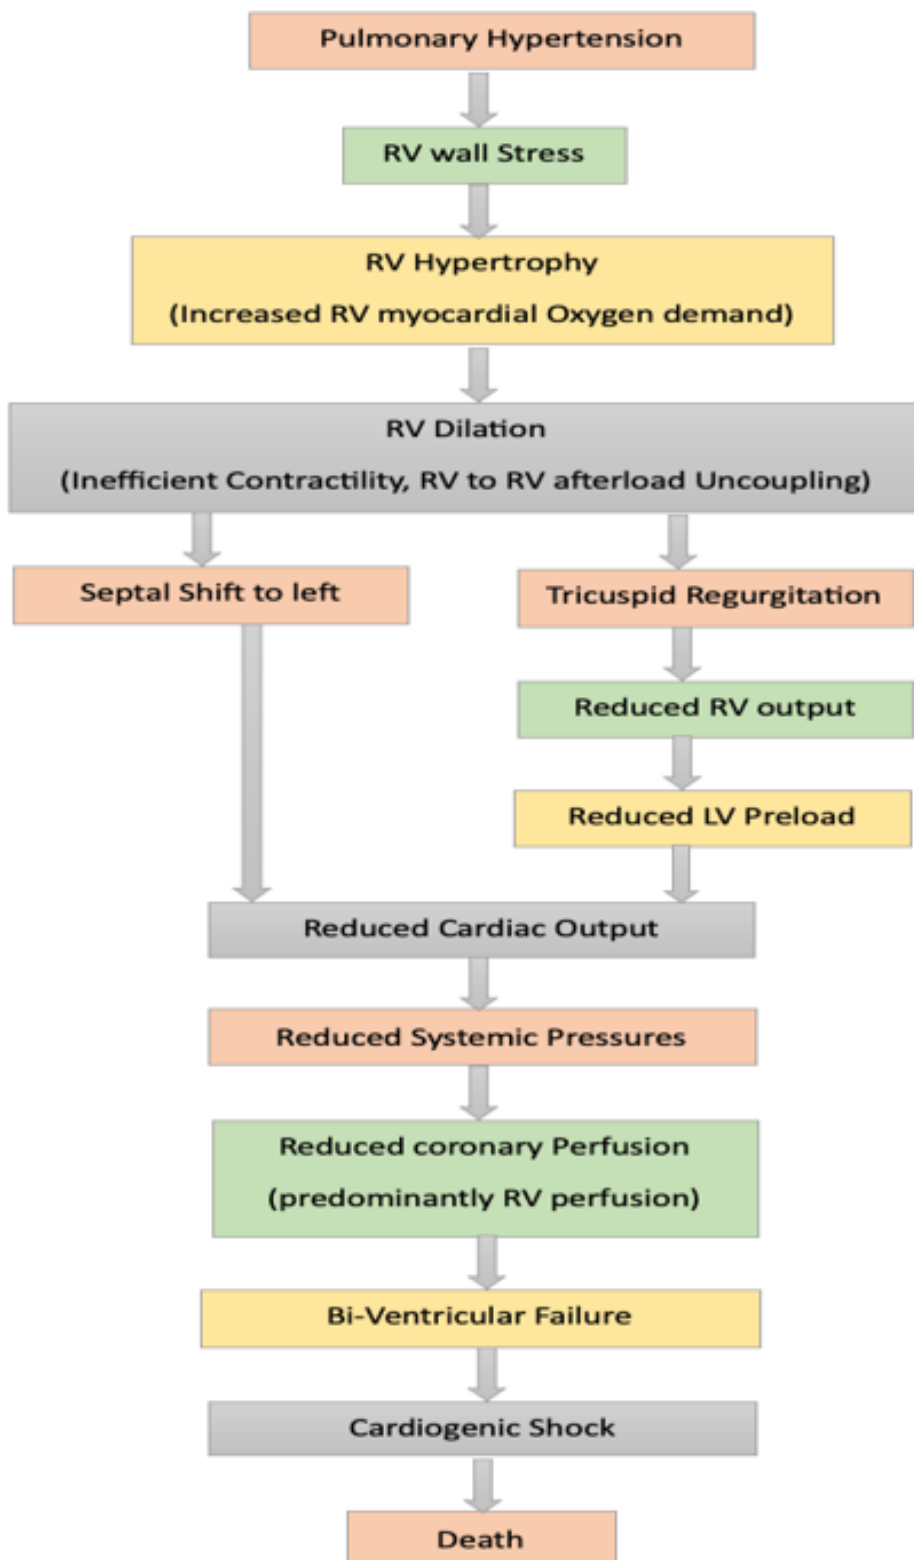 Pulmonary Hypertension
RV wall Stress
RV Hypertrophy
(Increased RV myocardial Oxygen demand)
RV Dilation
(Inefficient Contractility, RV to RV afterload Uncoupling)
Septal Shift to left
Tricuspid Regurgitation
Reduced RV output
Reduced LV Preload
Reduced Cardiac Output
Reduced Systemic Pressures
Reduced coronary Perfusion
(predominantly RV perfusion)
Bi-Ventricular Failure
Cardiogenic Shock
Death